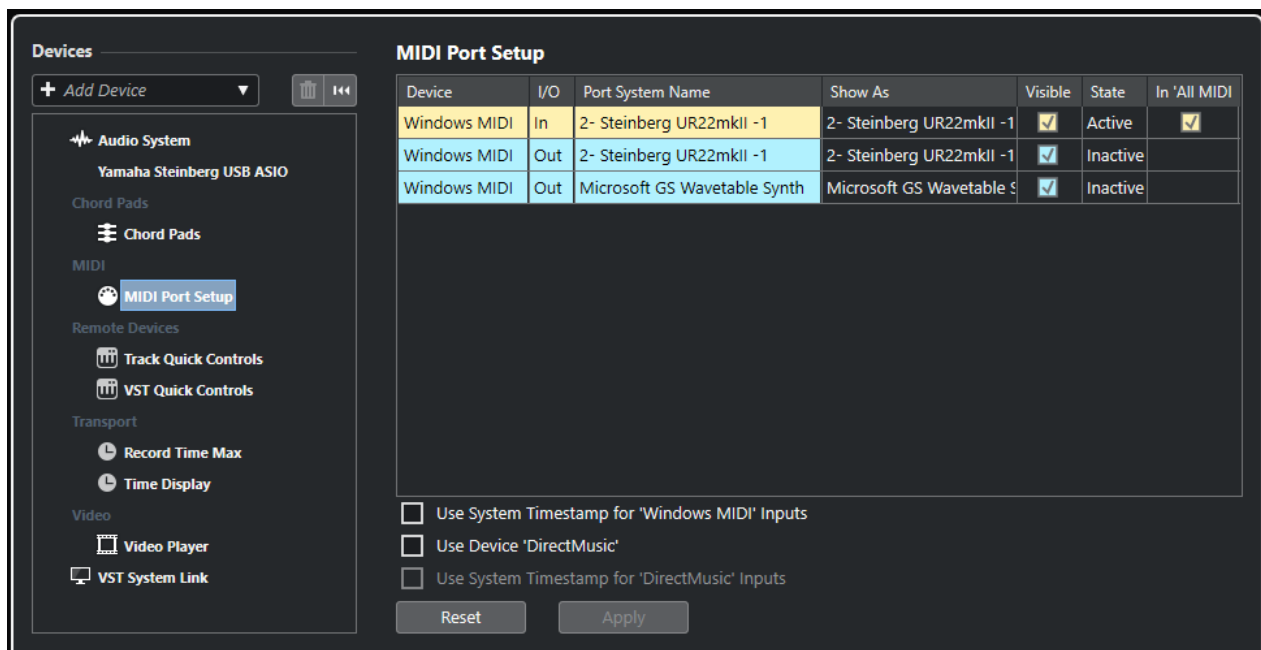 Devices
Add Device
Audio System
Yamaha Steinberg USB ASIO
Chord Pads
Chord Pads
MIDI
MIDI Port Setup
Remote Devices
Track Quick Controls
VST Quick Controls
Transport
Record Time Max
Time Display
Video
Video Player
VST System Link
MIDI Port Setup
Device I/O Port System Name Show As Visible State In 'All MIDI
Windows MIDI In 2- Steinberg UR22mkII -1 2- Steinberg UR22mkII -1 Active
Windows MIDI Out 2- Steinberg UR22mkII -1 2- Steinberg UR22mkII -1 Inactive
Windows MIDI Out Microsoft GS Wavetable Synth Microsoft GS Wavetable S Inactive
Use System Timestamp for 'Windows MIDI' Inputs
Use Device 'DirectMusic'
Use System Timestamp for 'DirectMusic' Inputs
Reset Apply